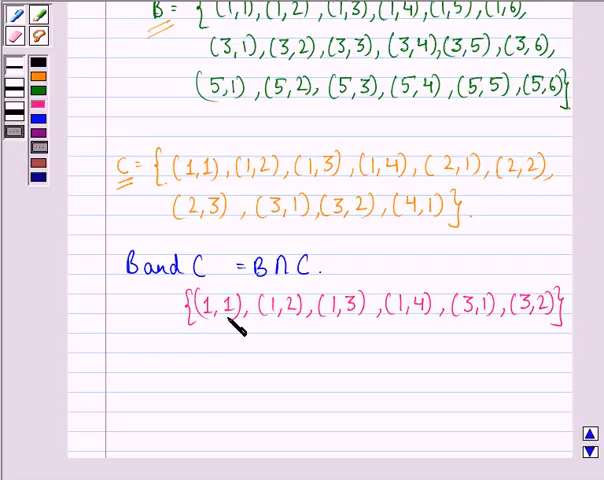 B = { (1,1), (1,2) , (1,3) , (1,4) , (1,5) , (1,6)
(3,1) , (3,2) , (3,3) , (3,4),(3,5) , (3,6),
(5,1) , (5,2), (5,3) , (5,4) , (5,5) , (5,6)}
C = { (1,1) ,(1,2) , (1,3) , (1,4) , (2,1) , (2,2),
(2,3) , (3,1),(3,2) , (4,1)}.
B and C = B ∩ C.
{(1,1), (1,2) , (1,3) , (1,4) , (3,1) , (3,2)}